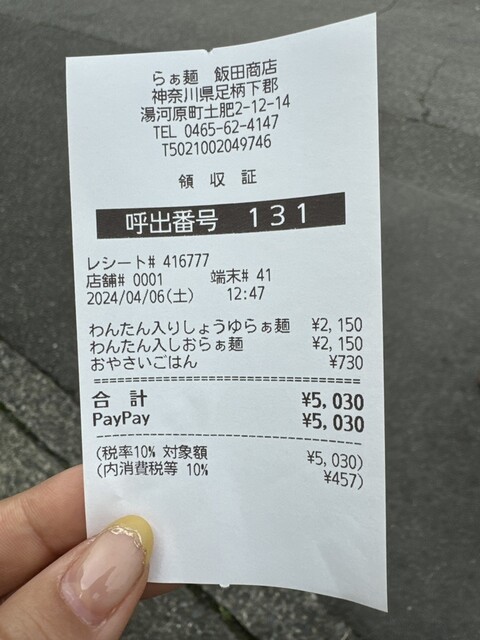 らぁ麺 飯田商店
神奈川県足柄下郡
湯河原町土肥2-12-14
TEL 0465-62-4147
T5021002049746
領 収 証
呼出番号 131
レシート# 416777
店舗# 0001 端末# 41
2024/04/06(土) 12:47
わんたん入りしょうゆらぁ麺 ¥2,150
わんたん入しおらぁ麺 ¥2,150
おやさいごはん ¥730
合 計 ¥5,030
PayPay ¥5,030
(税率10% 対象額 ¥5,030)
(内消費税等 10% ¥457)